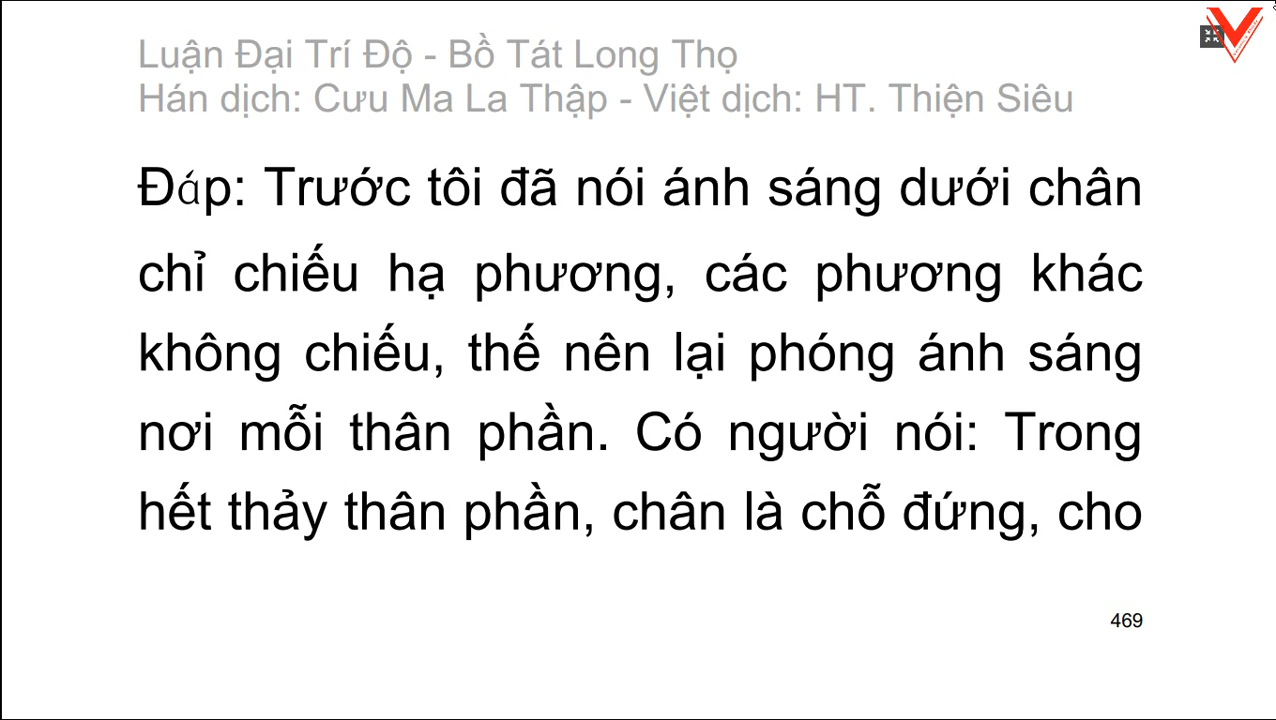 Luận Đại Trí Độ - Bồ Tát Long Thọ
Hán dịch: Cưu Ma La Thập - Việt dịch: HT. Thiện Siêu
Đáp: Trước tôi đã nói ánh sáng dưới chân
chỉ chiếu hạ phương, các phương khác
không chiếu, thế nên lại phóng ánh sáng
nơi mỗi thân phần. Có người nói: Trong
hết thảy thân phần, chân là chỗ đứng, cho
469